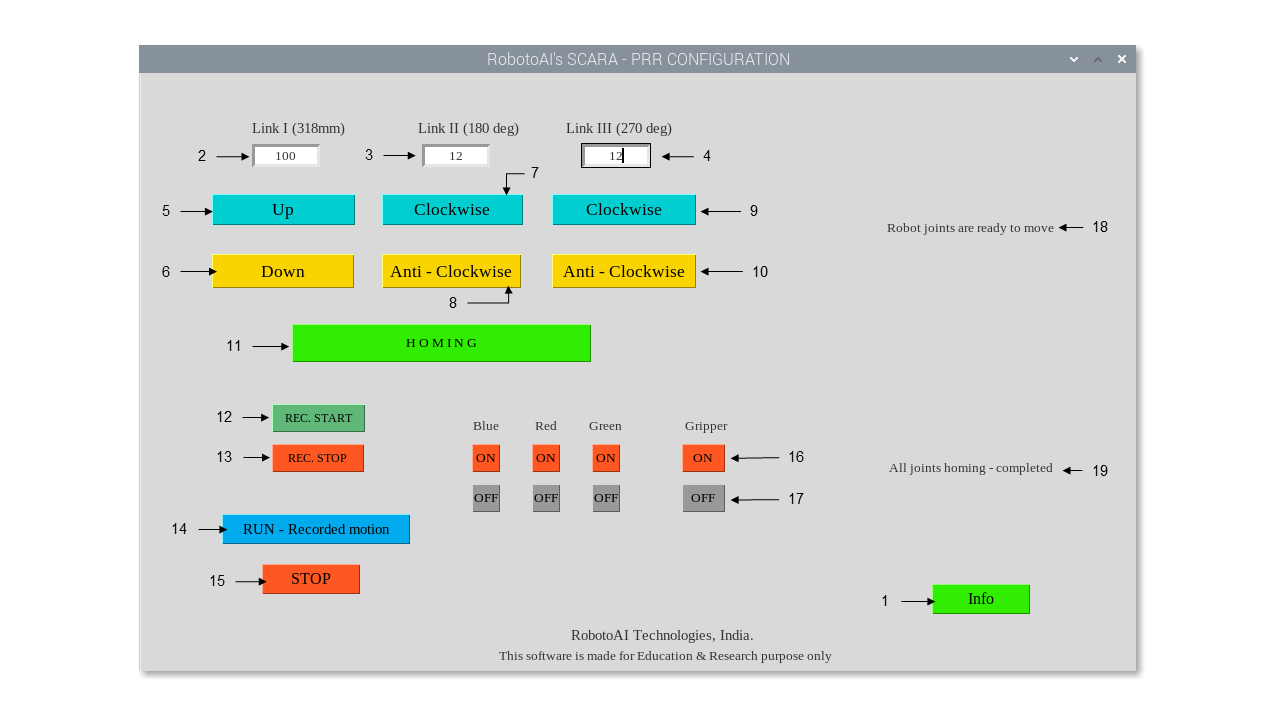 RobotoAI's SCARA - PRR CONFIGURATION
Link I (318mm) Link II (180 deg) Link III (270 deg)
2 100 3 12 12 4
7
5 Up Clockwise Clockwise 9
Robot joints are ready to move 18
6 Down Anti - Clockwise Anti - Clockwise 10
8
11 H O M I N G
12 REC. START
Blue Red Green Gripper
13 REC. STOP ON ON ON ON 16
All joints homing - completed 19
OFF OFF OFF OFF 17
14 RUN - Recorded motion
15 STOP
1 Info
RobotoAI Technologies, India.
This software is made for Education & Research purpose only